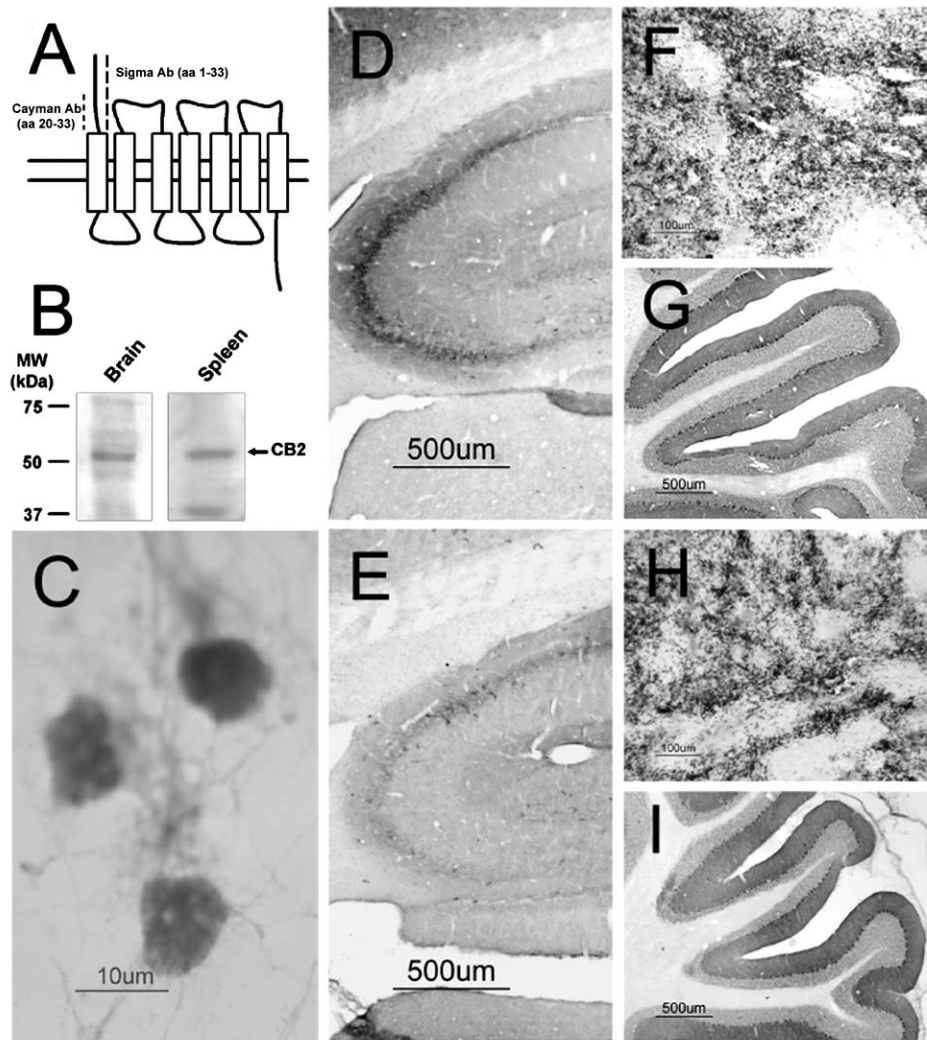 A
Sigma Ab (aa 1-33)
Cayman Ab
(aa 20-33)
B
MW
(kDa)
Brain
Spleen
75
50
37
CB2
C
10um
D
500um
E
500um
F
100um
G
500um
H
100um
I
500um